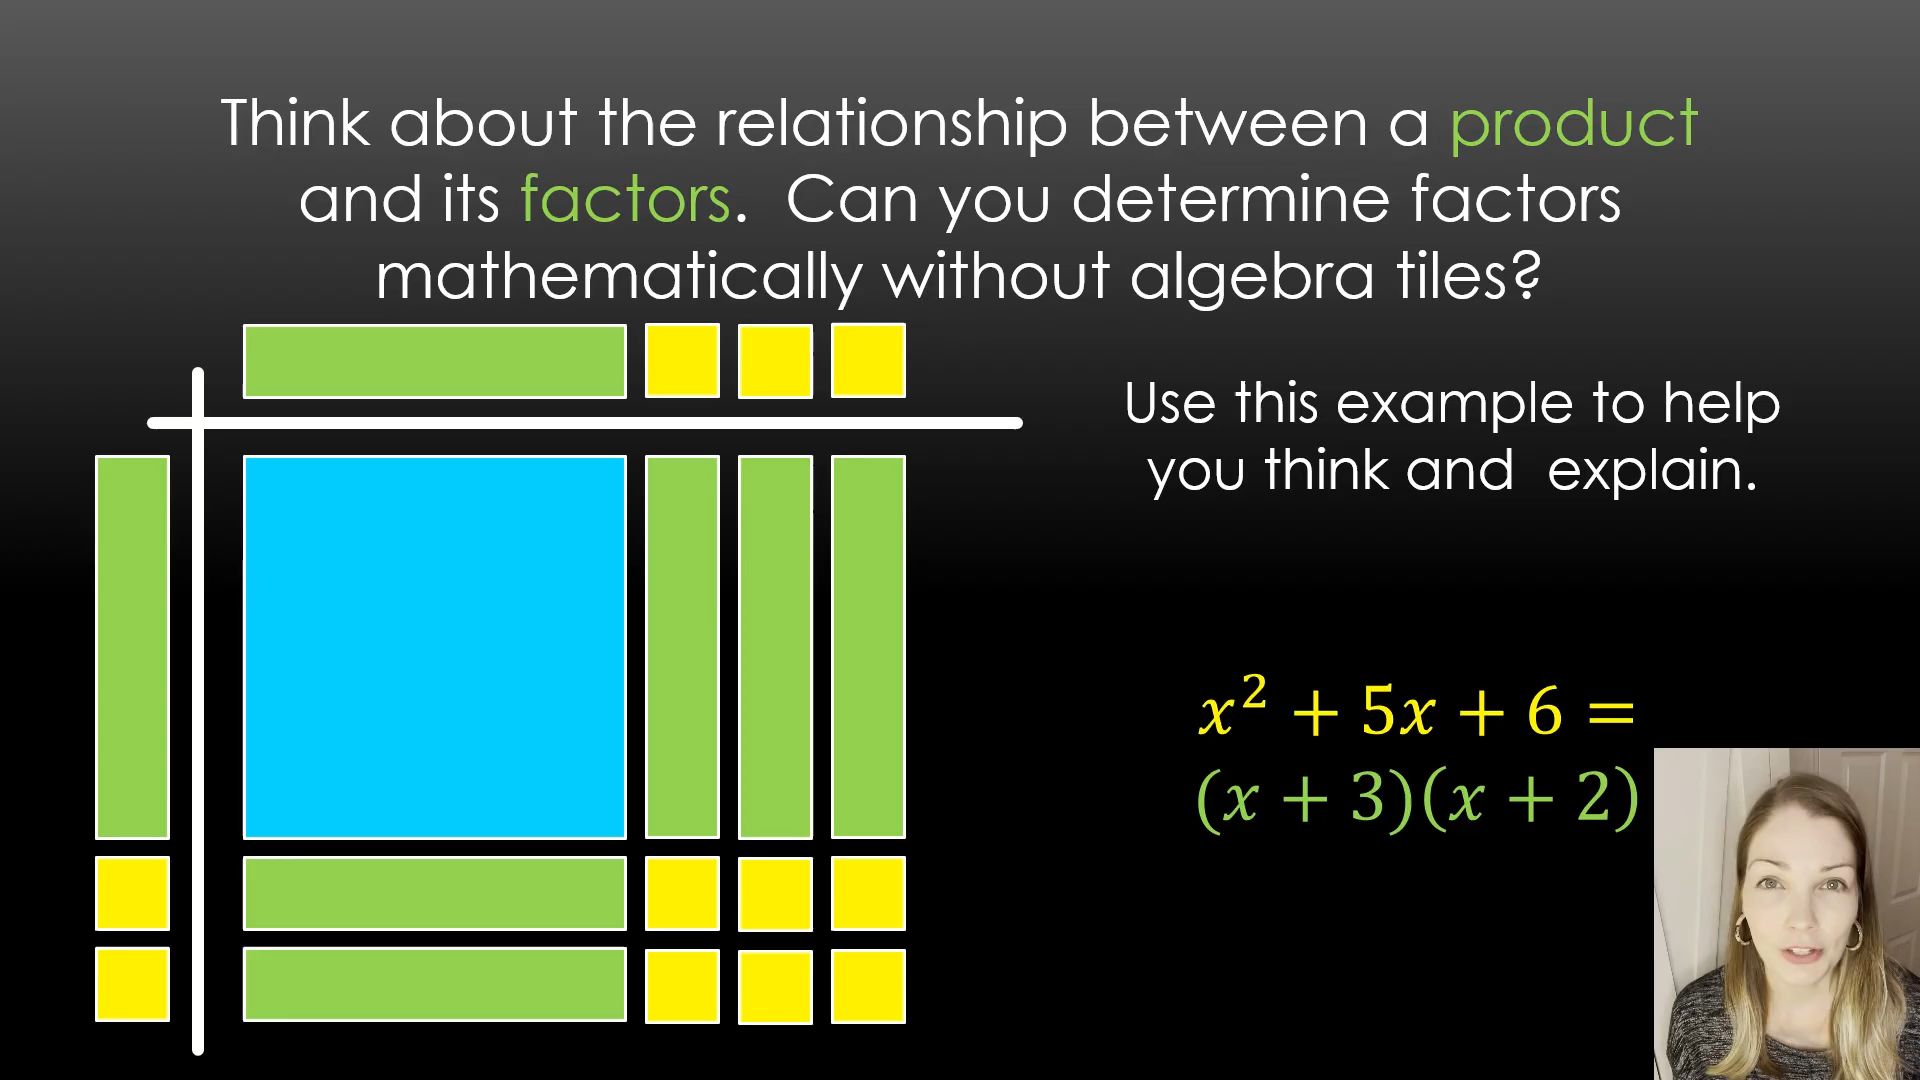 Think about the relationship between a product
and its factors. Can you determine factors
mathematically without algebra tiles?
Use this example to help
you think and explain.
x² + 5x + 6 =
(x + 3)(x + 2)